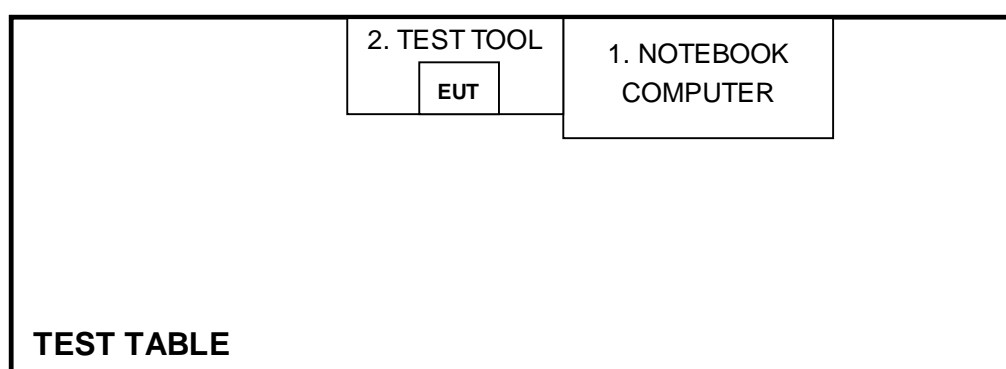 2. TEST TOOL
EUT
1. NOTEBOOK
COMPUTER
TEST TABLE